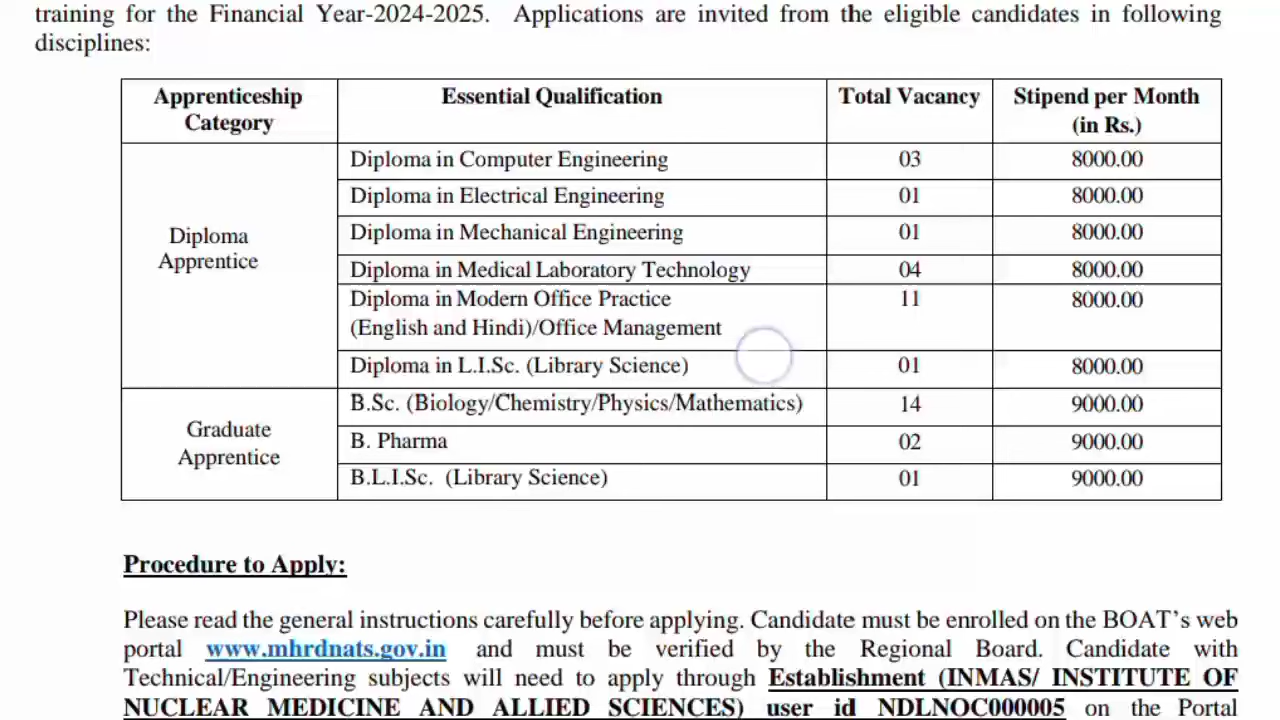 training for the Financial Year-2024-2025. Applications are invited from the eligible candidates in following
disciplines:
Apprenticeship Category Essential Qualification Total Vacancy Stipend per Month (in Rs.)
Diploma Apprentice
Diploma in Computer Engineering 03 8000.00
Diploma in Electrical Engineering 01 8000.00
Diploma in Mechanical Engineering 01 8000.00
Diploma in Medical Laboratory Technology 04 8000.00
Diploma in Modern Office Practice 11 8000.00
(English and Hindi)/Office Management
Diploma in L.I.Sc. (Library Science) 01 8000.00
Graduate Apprentice
B.Sc. (Biology/Chemistry/Physics/Mathematics) 14 9000.00
B. Pharma 02 9000.00
B.L.I.Sc. (Library Science) 01 9000.00
Procedure to Apply:
Please read the general instructions carefully before applying. Candidate must be enrolled on the BOAT's web
portal www.mhrdnats.gov.in and must be verified by the Regional Board. Candidate with
Technical/Engineering subjects will need to apply through Establishment (INMAS/ INSTITUTE OF
NUCLEAR MEDICINE AND ALLIED SCIENCES) user id NDLNOC000005 on the Portal